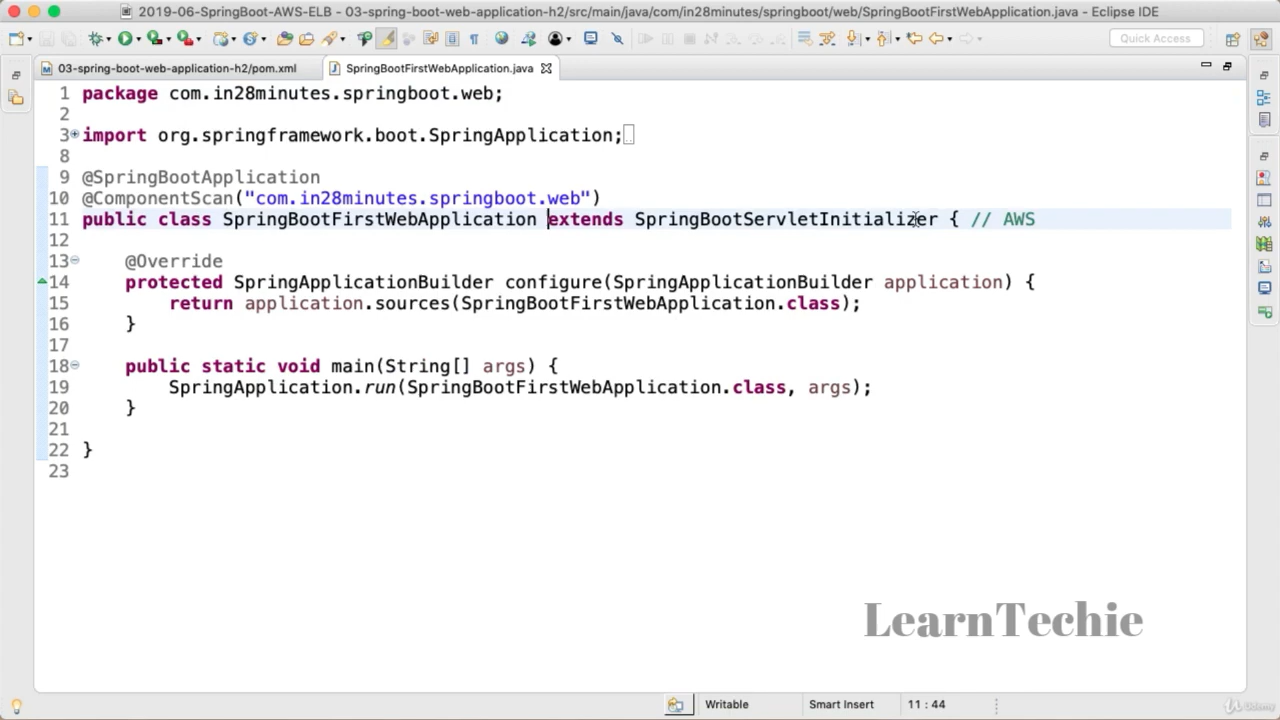 2019-06-SpringBoot-AWS-ELB - 03-spring-boot-web-application-h2/src/main/java/com/in28minutes/springboot/web/SpringBootFirstWebApplication.java - Eclipse IDE
Quick Access
03-spring-boot-web-application-h2/pom.xml
SpringBootFirstWebApplication.java
1 package com.in28minutes.springboot.web;
2
3 import org.springframework.boot.SpringApplication;
8
9 @SpringBootApplication
10 @ComponentScan("com.in28minutes.springboot.web")
11 public class SpringBootFirstWebApplication extends SpringBootServletInitializer { // AWS
12
13 @Override
14 protected SpringApplicationBuilder configure(SpringApplicationBuilder application) {
15 return application.sources(SpringBootFirstWebApplication.class);
16 }
17
18 public static void main(String[] args) {
19 SpringApplication.run(SpringBootFirstWebApplication.class, args);
20 }
21
22 }
23
LearnTechie
Writable
Smart Insert
11 : 44
Udemy